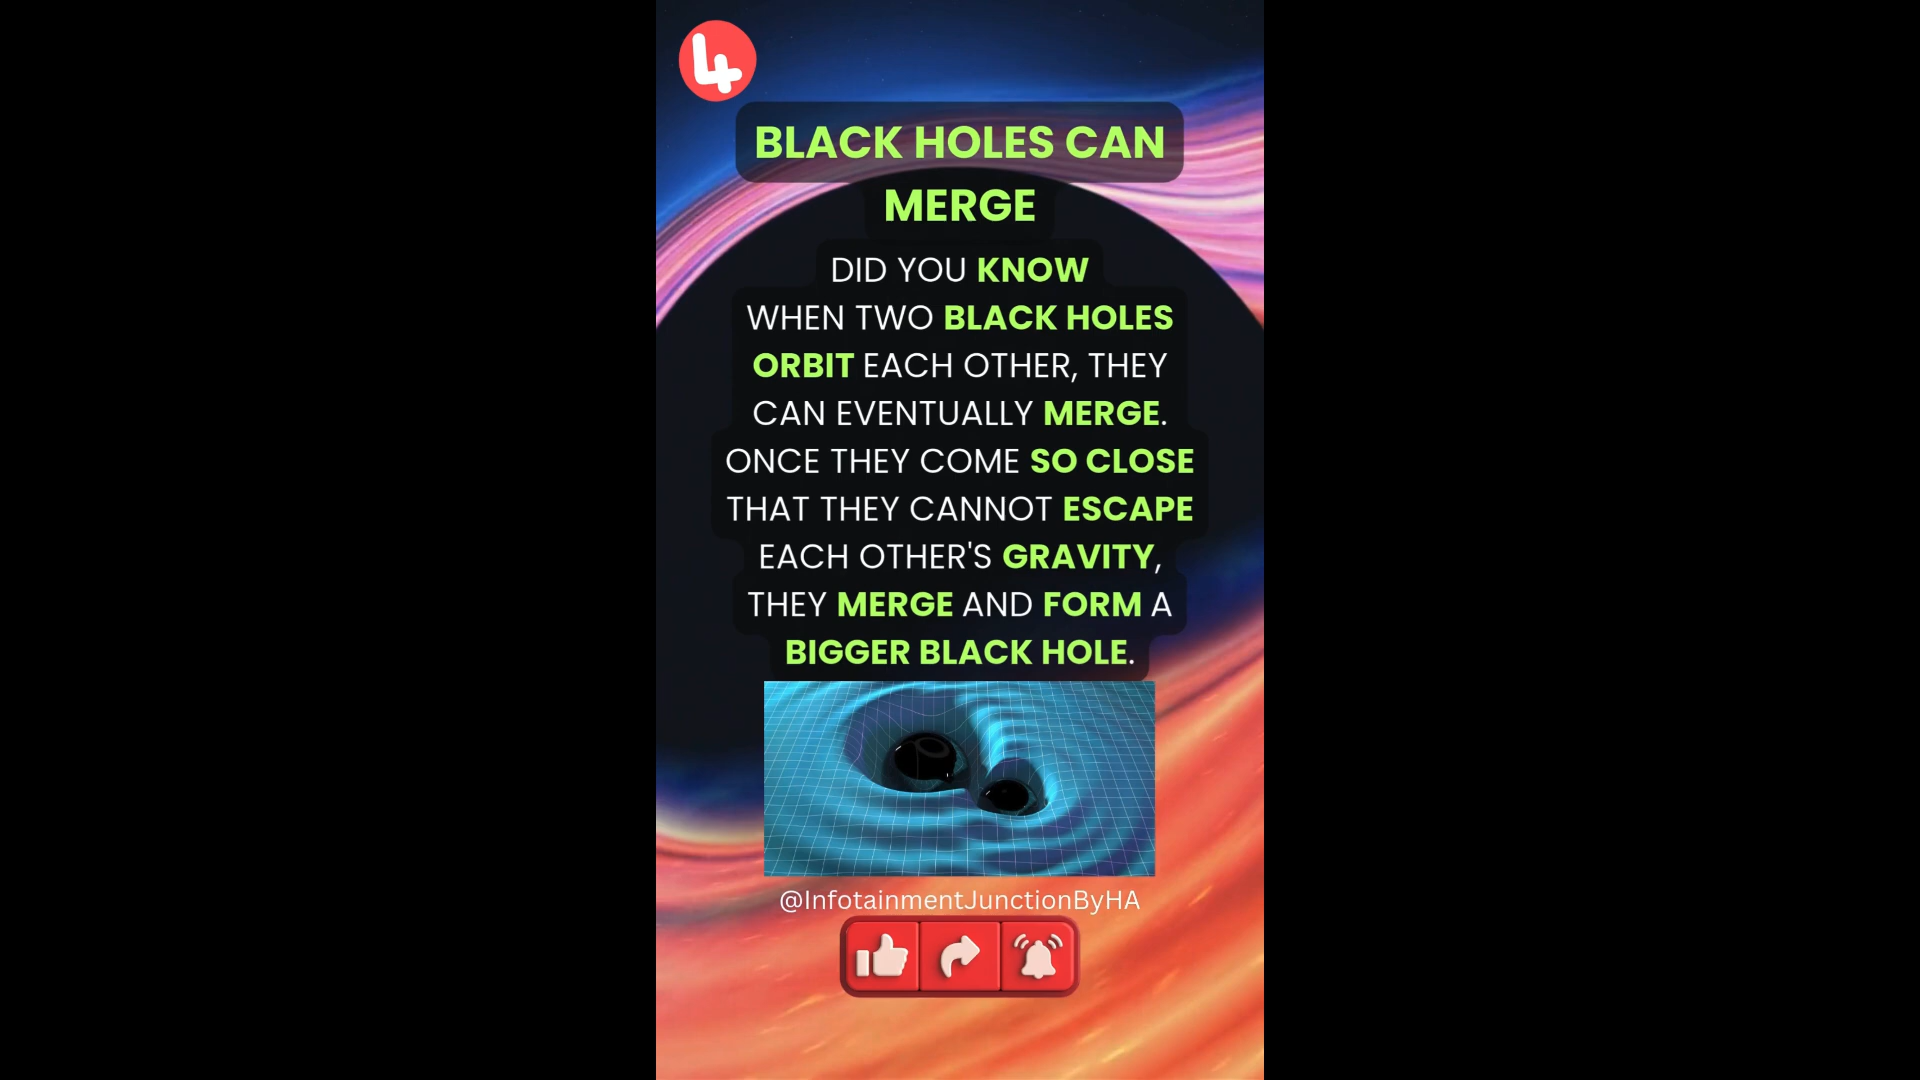 4
BLACK HOLES CAN
MERGE
DID YOU KNOW
WHEN TWO BLACK HOLES
ORBIT EACH OTHER, THEY
CAN EVENTUALLY MERGE.
ONCE THEY COME SO CLOSE
THAT THEY CANNOT ESCAPE
EACH OTHER'S GRAVITY,
THEY MERGE AND FORM A
BIGGER BLACK HOLE.
@InfotainmentJunctionByHA